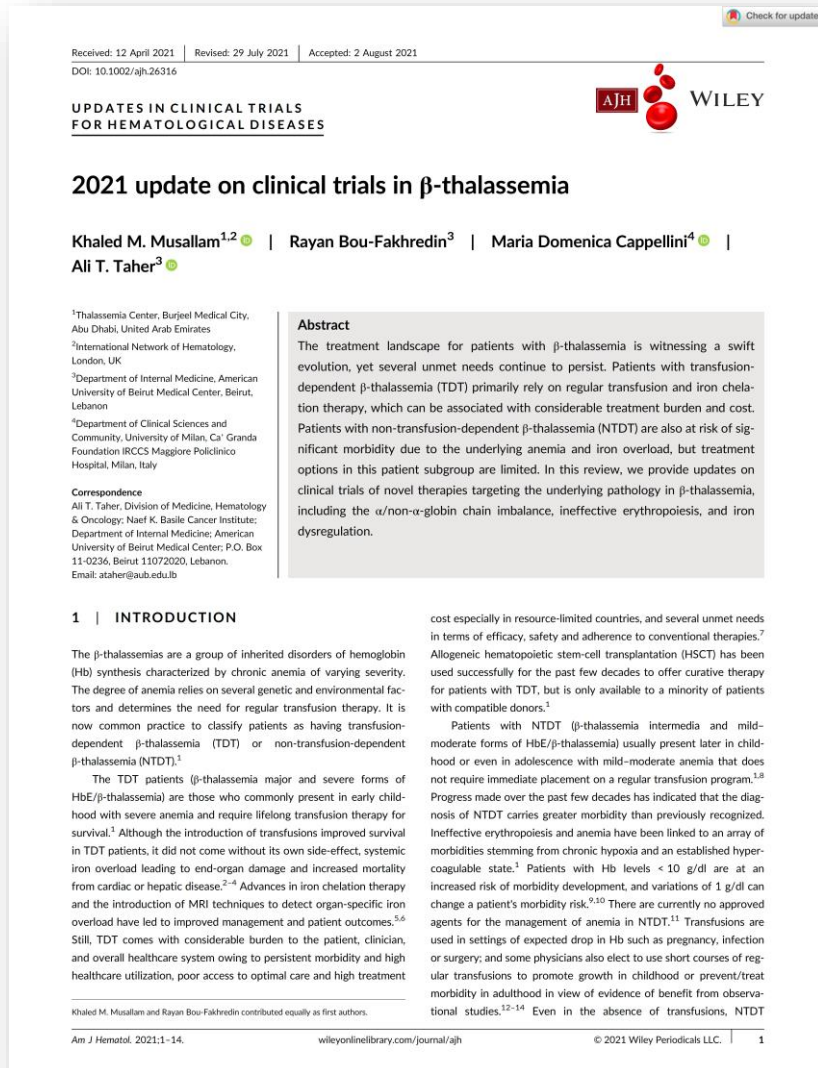 Check for update
Received: 12 April 2021 | Revised: 29 July 2021 | Accepted: 2 August 2021
DOI: 10.1002/ajh.26316
UPDATES IN CLINICAL TRIALS
FOR HEMATOLOGICAL DISEASES
AJH WILEY
2021 update on clinical trials in β-thalassemia
Khaled M. Musallam1,2 | Rayan Bou-Fakhredin3 | Maria Domenica Cappellini4 |
Ali T. Taher3
1Thalassemia Center, Burjeel Medical City,
Abu Dhabi, United Arab Emirates
2International Network of Hematology,
London, UK
3Department of Internal Medicine, American
University of Beirut Medical Center, Beirut,
Lebanon
4Department of Clinical Sciences and
Community, University of Milan, Ca' Granda
Foundation IRCCS Maggiore Policlinico
Hospital, Milan, Italy
Correspondence
Ali T. Taher, Division of Medicine, Hematology
& Oncology; Naef K. Basile Cancer Institute;
Department of Internal Medicine; American
University of Beirut Medical Center; P.O. Box
11-0236, Beirut 11072020, Lebanon.
Email: ataher@aub.edu.lb
Abstract
The treatment landscape for patients with β-thalassemia is witnessing a swift
evolution, yet several unmet needs continue to persist. Patients with transfusion-
dependent β-thalassemia (TDT) primarily rely on regular transfusion and iron chela-
tion therapy, which can be associated with considerable treatment burden and cost.
Patients with non-transfusion-dependent β-thalassemia (NTDT) are also at risk of sig-
nificant morbidity due to the underlying anemia and iron overload, but treatment
options in this patient subgroup are limited. In this review, we provide updates on
clinical trials of novel therapies targeting the underlying pathology in β-thalassemia,
including the α/non-α-globin chain imbalance, ineffective erythropoiesis, and iron
dysregulation.
1 | INTRODUCTION
The β-thalassemias are a group of inherited disorders of hemoglobin
(Hb) synthesis characterized by chronic anemia of varying severity.
The degree of anemia relies on several genetic and environmental fac-
tors and determines the need for regular transfusion therapy. It is
now common practice to classify patients as having transfusion-
dependent β-thalassemia (TDT) or non-transfusion-dependent
β-thalassemia (NTDT).1
The TDT patients (β-thalassemia major and severe forms of
HbE/β-thalassemia) are those who commonly present in early child-
hood with severe anemia and require lifelong transfusion therapy for
survival.1 Although the introduction of transfusions improved survival
in TDT patients, it did not come without its own side-effect, systemic
iron overload leading to end-organ damage and increased mortality
from cardiac or hepatic disease.2–4 Advances in iron chelation therapy
and the introduction of MRI techniques to detect organ-specific iron
overload have led to improved management and patient outcomes.5,6
Still, TDT comes with considerable burden to the patient, clinician,
and overall healthcare system owing to persistent morbidity and high
healthcare utilization, poor access to optimal care and high treatment
cost especially in resource-limited countries, and several unmet needs
in terms of efficacy, safety and adherence to conventional therapies.7
Allogeneic hematopoietic stem-cell transplantation (HSCT) has been
used successfully for the past few decades to offer curative therapy
for patients with TDT, but is only available to a minority of patients
with compatible donors.1
Patients with NTDT (β-thalassemia intermedia and mild–
moderate forms of HbE/β-thalassemia) usually present later in child-
hood or even in adolescence with mild–moderate anemia that does
not require immediate placement on a regular transfusion program.1,8
Progress made over the past few decades has indicated that the diag-
nosis of NTDT carries greater morbidity than previously recognized.
Ineffective erythropoiesis and anemia have been linked to an array of
morbidities stemming from chronic hypoxia and an established hyper-
coagulable state.1 Patients with Hb levels < 10 g/dl are at an
increased risk of morbidity development, and variations of 1 g/dl can
change a patient's morbidity risk.9,10 There are currently no approved
agents for the management of anemia in NTDT.11 Transfusions are
used in settings of expected drop in Hb such as pregnancy, infection
or surgery; and some physicians also elect to use short courses of reg-
ular transfusions to promote growth in childhood or prevent/treat
morbidity in adulthood in view of evidence of benefit from observa-
tional studies.12–14 Even in the absence of transfusions, NTDT
Khaled M. Musallam and Rayan Bou-Fakhredin contributed equally as first authors.
Am J Hematol. 2021;1–14. wileyonlinelibrary.com/journal/ajh © 2021 Wiley Periodicals LLC. | 1